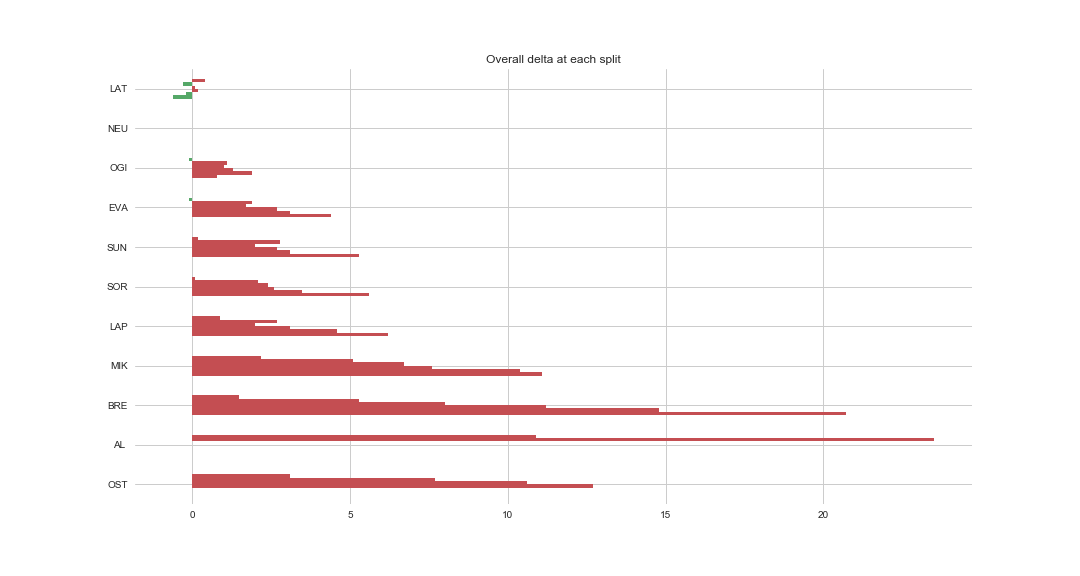 Overall delta at each split
LAT
NEU
OGI
EVA
SUN
SOR
LAP
MIK
BRE
AL
OST
0 5 10 15 20